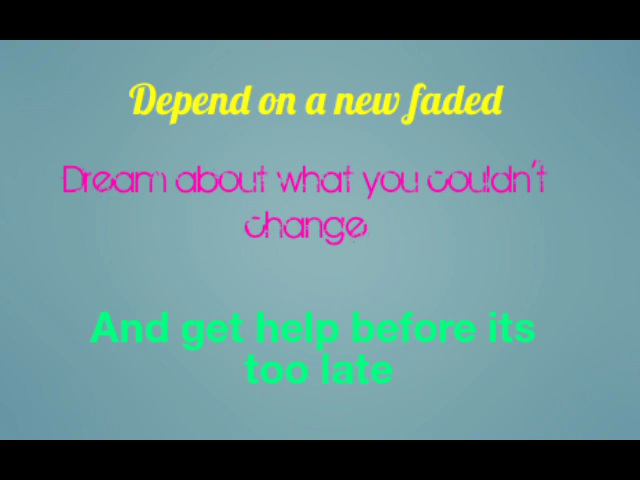 Depend on a new faded
Dream about what you couldn't
change
And get help before its
too late